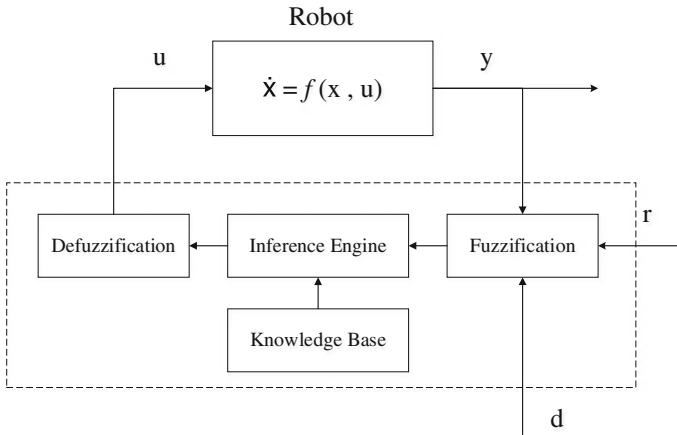 Robot
u
ẋ = f (x , u)
y
r
Defuzzification
Inference Engine
Fuzzification
Knowledge Base
d